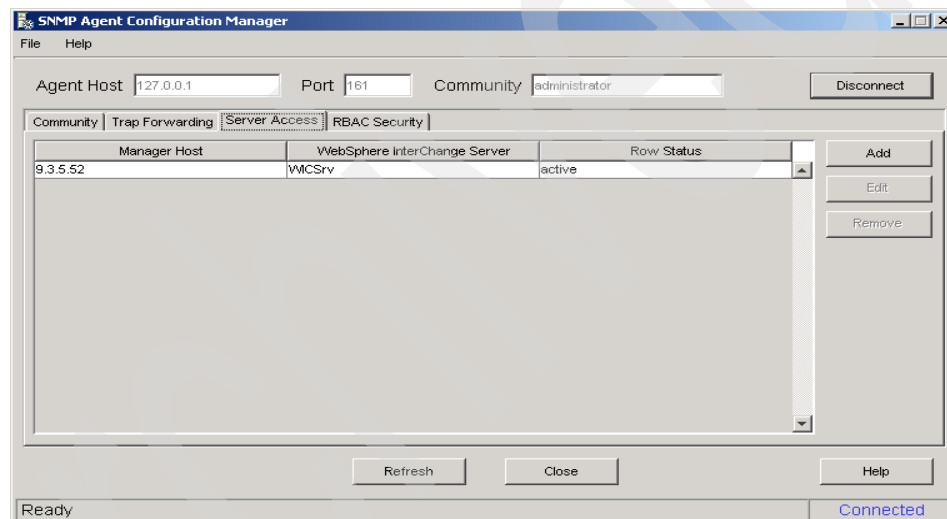 SNMP Agent Configuration Manager
File Help
Agent Host 127.0.0.1 Port 161 Community administrator Disconnect
Community Trap Forwarding Server Access RBAC Security
Manager Host WebSphere InterChange Server Row Status
9.3.5.52 WICSrv active
Add
Edit
Remove
Refresh Close Help
Ready Connected